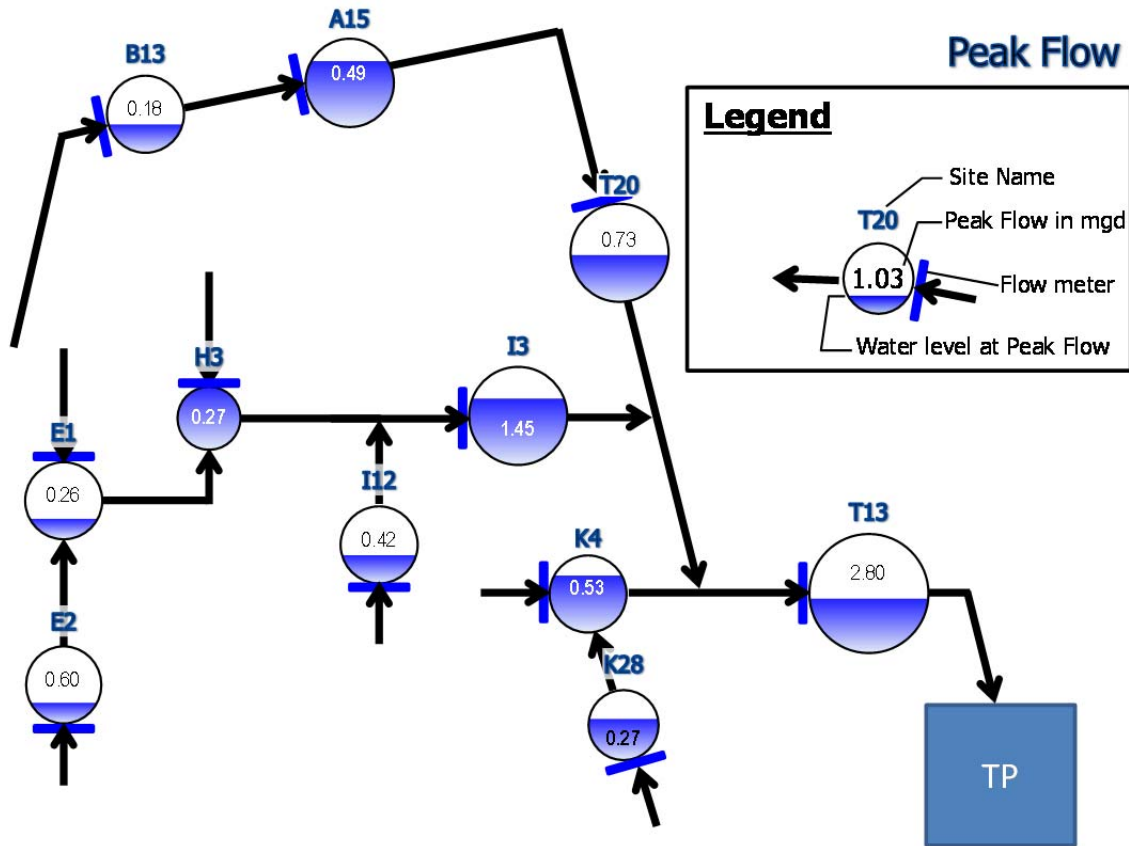 A15
B13
Peak Flow
0.49
0.18
Legend
Site Name
T20
T20
Peak Flow in mgd
0.73
1.03
Flow meter
Water level at Peak Flow
H3
I3
0.27
1.45
E1
I12
0.26
0.42
K4
T13
0.53
2.80
E2
K28
0.60
0.27
TP